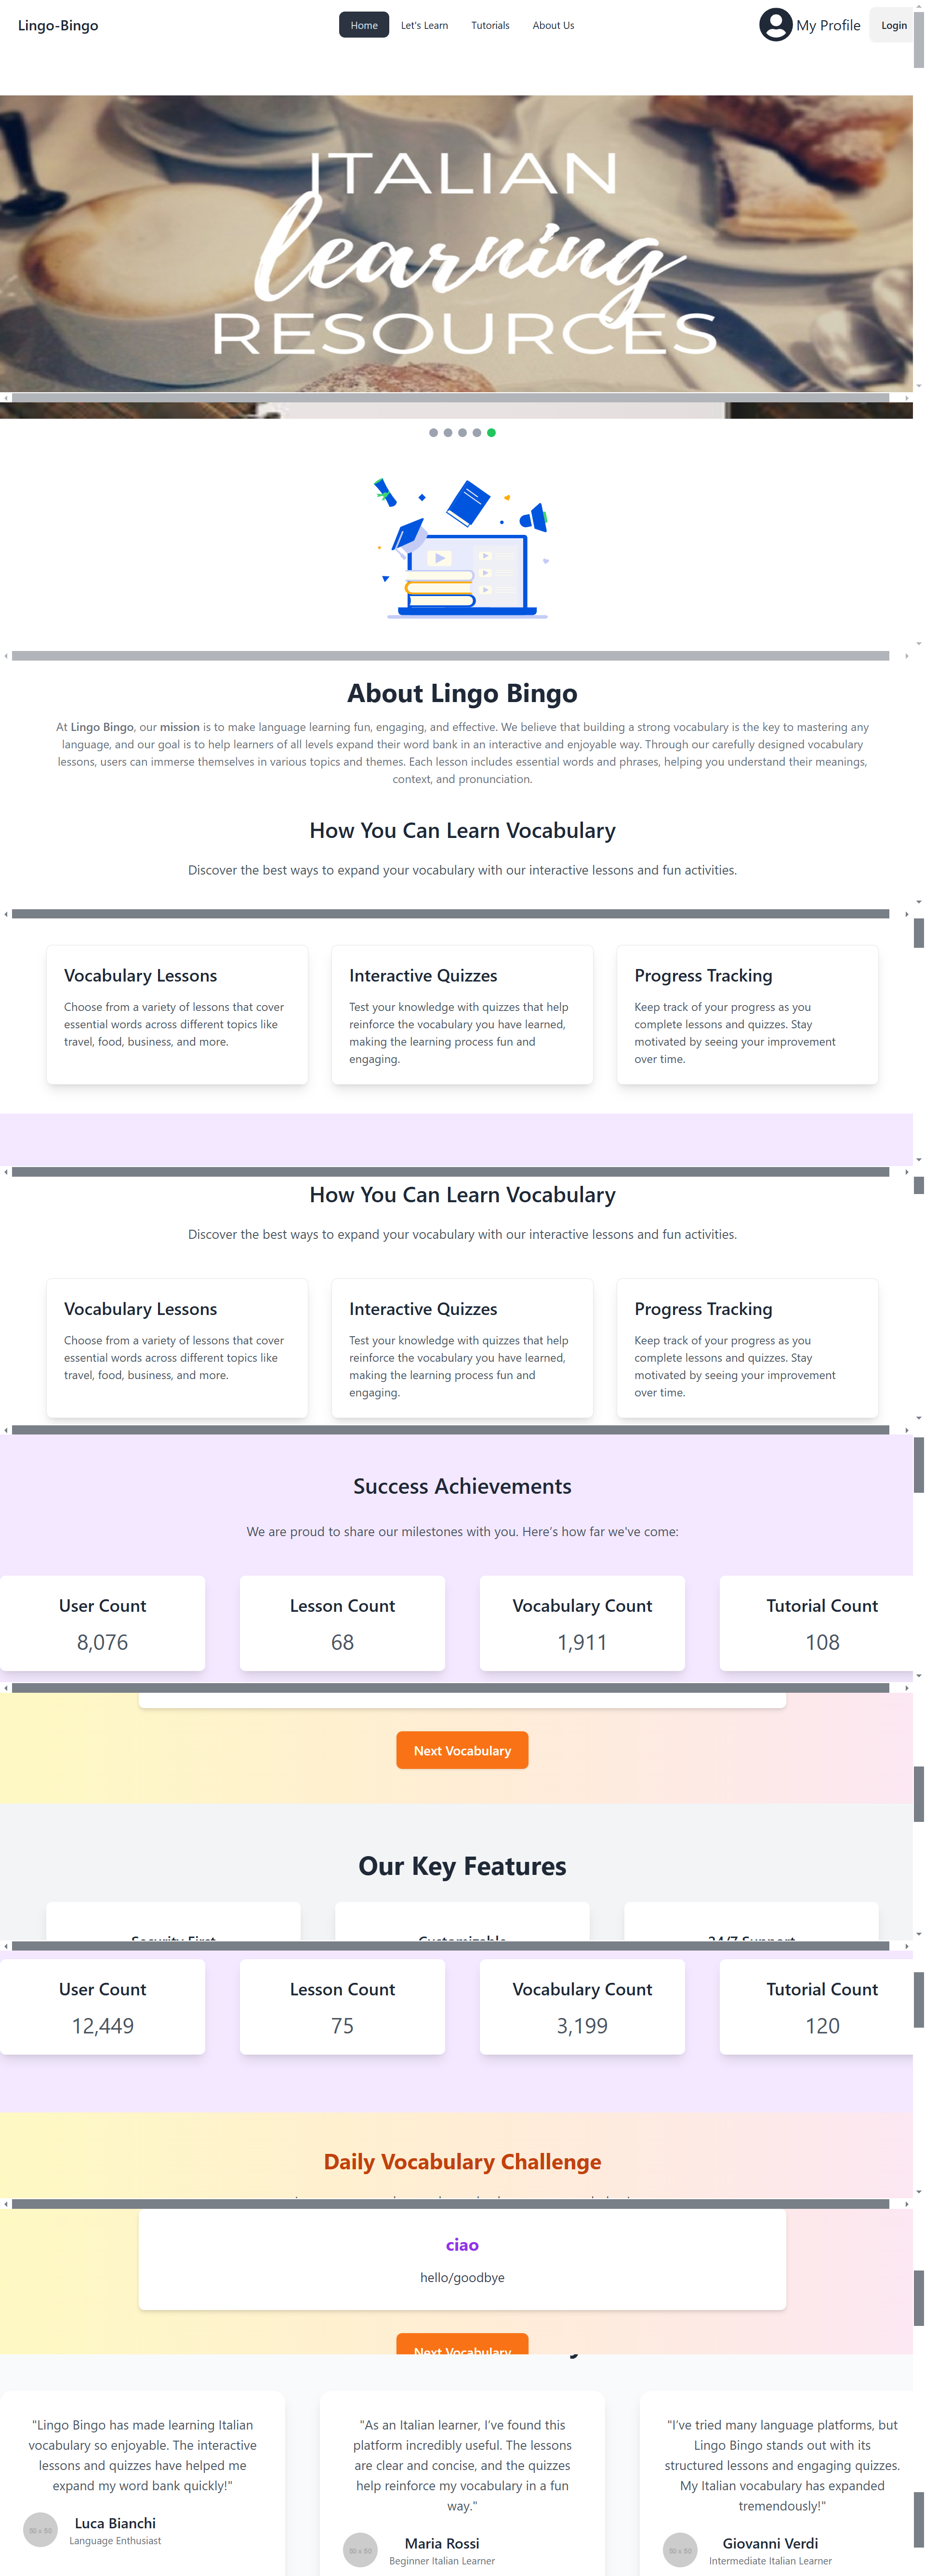 Lingo-Bingo
Home
Let's Learn
Tutorials
About Us
My Profile
Login
ITALIAN
learning
RESOURCES
About Lingo Bingo
At Lingo Bingo, our mission is to make language learning fun, engaging, and effective. We believe that building a strong vocabulary is the key to mastering any
language, and our goal is to help learners of all levels expand their word bank in an interactive and enjoyable way. Through our carefully designed vocabulary
lessons, users can immerse themselves in various topics and themes. Each lesson includes essential words and phrases, helping you understand their meanings,
context, and pronunciation.
How You Can Learn Vocabulary
Discover the best ways to expand your vocabulary with our interactive lessons and fun activities.
Vocabulary Lessons
Choose from a variety of lessons that cover
essential words across different topics like
travel, food, business, and more.
Interactive Quizzes
Test your knowledge with quizzes that help
reinforce the vocabulary you have learned,
making the learning process fun and
engaging.
Progress Tracking
Keep track of your progress as you
complete lessons and quizzes. Stay
motivated by seeing your improvement
over time.
How You Can Learn Vocabulary
Discover the best ways to expand your vocabulary with our interactive lessons and fun activities.
Vocabulary Lessons
Choose from a variety of lessons that cover
essential words across different topics like
travel, food, business, and more.
Interactive Quizzes
Test your knowledge with quizzes that help
reinforce the vocabulary you have learned,
making the learning process fun and
engaging.
Progress Tracking
Keep track of your progress as you
complete lessons and quizzes. Stay
motivated by seeing your improvement
over time.
Success Achievements
We are proud to share our milestones with you. Here’s how far we've come:
User Count
8,076
Lesson Count
68
Vocabulary Count
1,911
Tutorial Count
108
Next Vocabulary
Our Key Features
Security First
Customizable
24/7 Support
User Count
12,449
Lesson Count
75
Vocabulary Count
3,199
Tutorial Count
120
Daily Vocabulary Challenge
ciao
hello/goodbye
Next Vocabulary
"Lingo Bingo has made learning Italian
vocabulary so enjoyable. The interactive
lessons and quizzes have helped me
expand my word bank quickly!"
50 x 50
Luca Bianchi
Language Enthusiast
"As an Italian learner, I’ve found this
platform incredibly useful. The lessons
are clear and concise, and the quizzes
help reinforce my vocabulary in a fun
way."
50 x 50
Maria Rossi
Beginner Italian Learner
"I’ve tried many language platforms, but
Lingo Bingo stands out with its
structured lessons and engaging quizzes.
My Italian vocabulary has expanded
tremendously!"
50 x 50
Giovanni Verdi
Intermediate Italian Learner